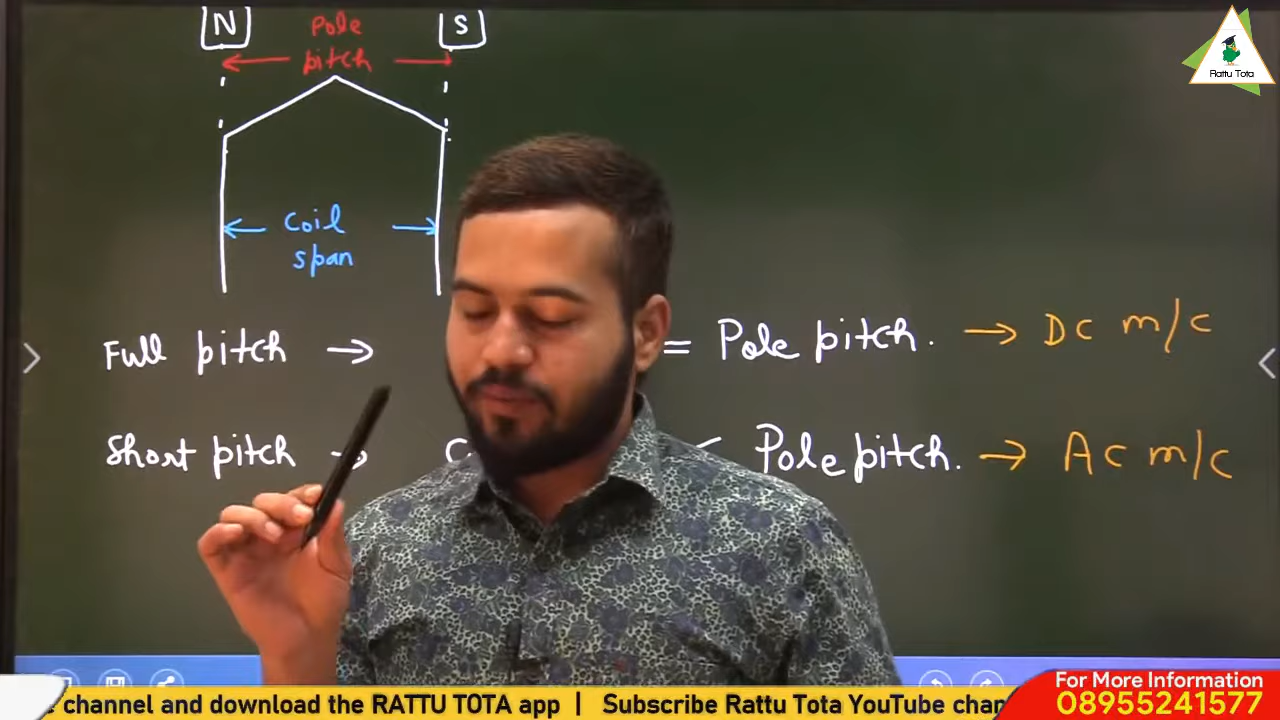 N Pole S
pitch
Coil
span
Full pitch → = Pole pitch. → DC m/c
Short pitch → C < Pole pitch. → AC m/c
Rattu Tota
channel and download the RATTU TOTA app | Subscribe Rattu Tota YouTube chan
For More Information
08955241577